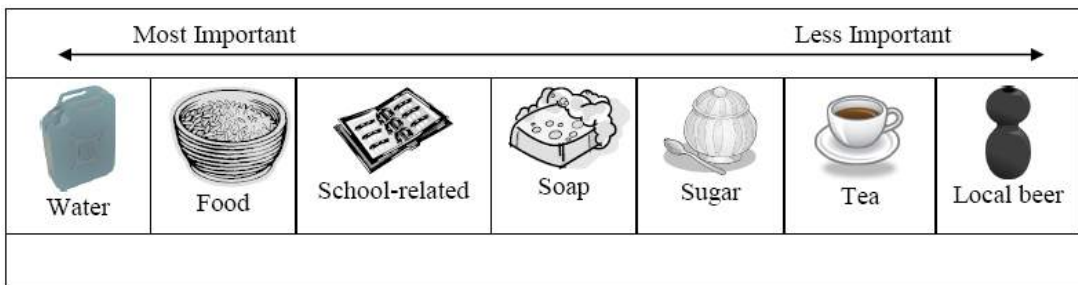 Most Important Less Important
Water Food School-related Soap Sugar Tea Local beer